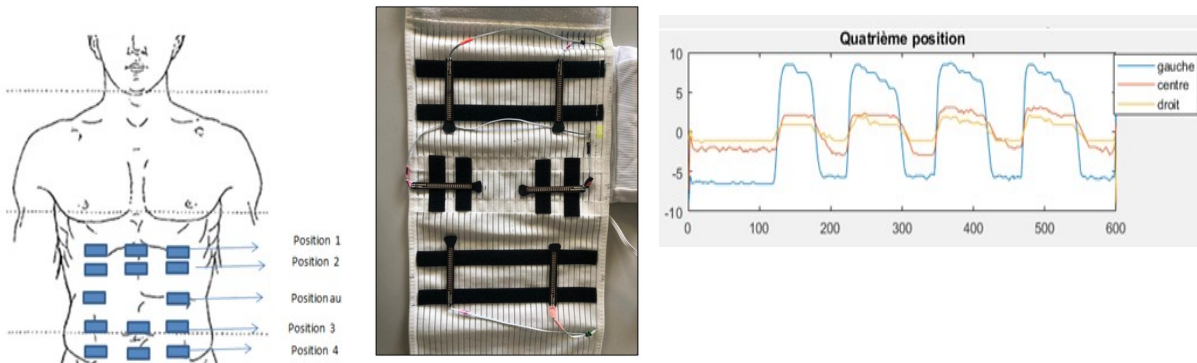 Position 1
Position 2
Position au
Position 3
Position 4
Quatrième position
10
5
0
-5
-10
0
100
200
300
400
500
600
gauche
centre
droit